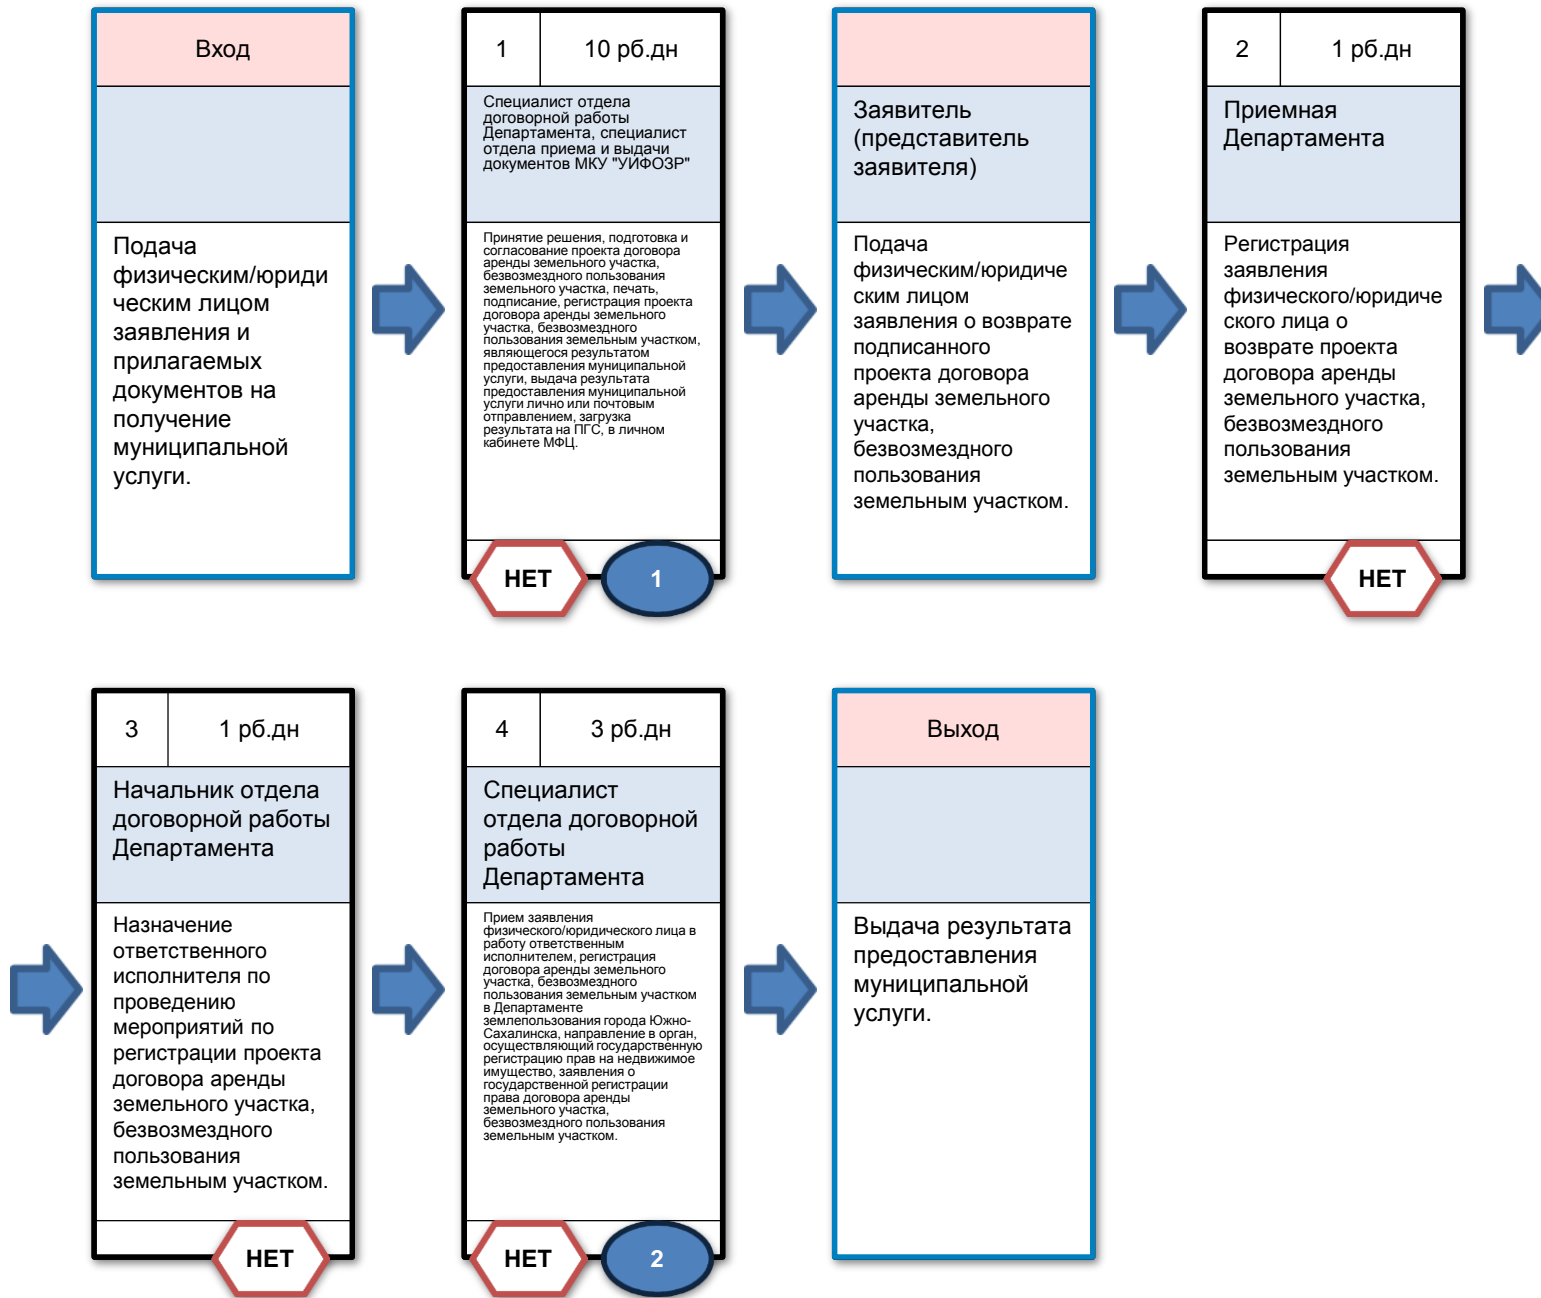 Вход
Подача
физическим/юриди
ческим лицом
заявления и
прилагаемых
документов на
получение
муниципальной
услуги.
1
10 рб.дн
Специалист отдела
договорной работы
Департамента, специалист
отдела приема и выдачи
документов МКУ "УИФОЗР"
Принятие решения, подготовка и
согласование проекта договора
аренды земельного участка,
безвозмездного пользования
земельного участка, печать,
подписание, регистрация проекта
договора аренды земельного
участка, безвозмездного
пользования земельным участком,
являющегося результатом
предоставления муниципальной
услуги, выдача результата
предоставления муниципальной
услуги лично или почтовым
отправлением, загрузка
результата на ПГС, в личном
кабинете МФЦ.
НЕТ
1
Заявитель
(представитель
заявителя)
Подача
физическим/юридиче
ским лицом
заявления о возврате
подписанного
проекта договора
аренды земельного
участка,
безвозмездного
пользования
земельным участком.
2
1 рб.дн
Приемная
Департамента
Регистрация
заявления
физического/юридиче
ского лица о
возврате проекта
договора аренды
земельного участка,
безвозмездного
пользования
земельным участком.
НЕТ
3
1 рб.дн
Начальник отдела
договорной работы
Департамента
Назначение
ответственного
исполнителя по
проведению
мероприятий по
регистрации проекта
договора аренды
земельного участка,
безвозмездного
пользования
земельным участком.
НЕТ
4
3 рб.дн
Специалист
отдела договорной
работы
Департамента
Прием заявления
физического/юридического лица в
работу ответственным
исполнителем, регистрация
договора аренды земельного
участка, безвозмездного
пользования земельным участком
в Департаменте
землепользования города Южно-
Сахалинска, направление в орган,
осуществляющий государственную
регистрацию прав на недвижимое
имущество, заявления о
государственной регистрации
права договора аренды
земельного участка,
безвозмездного пользования
земельным участком.
НЕТ
2
Выход
Выдача результата
предоставления
муниципальной
услуги.